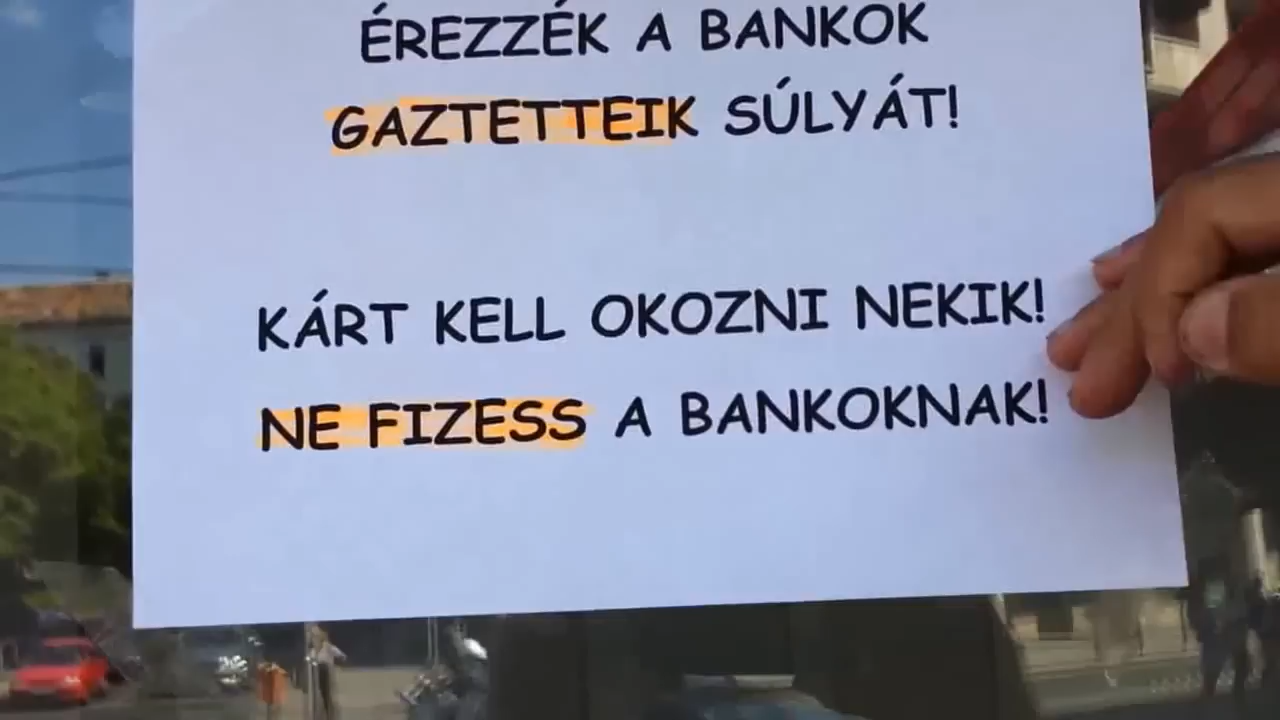 ÉREZZÉK A BANKOK
GAZTETTEIK SÚLYÁT!
KÁRT KELL OKOZNI NEKIK!
NE FIZESS A BANKOKNAK!